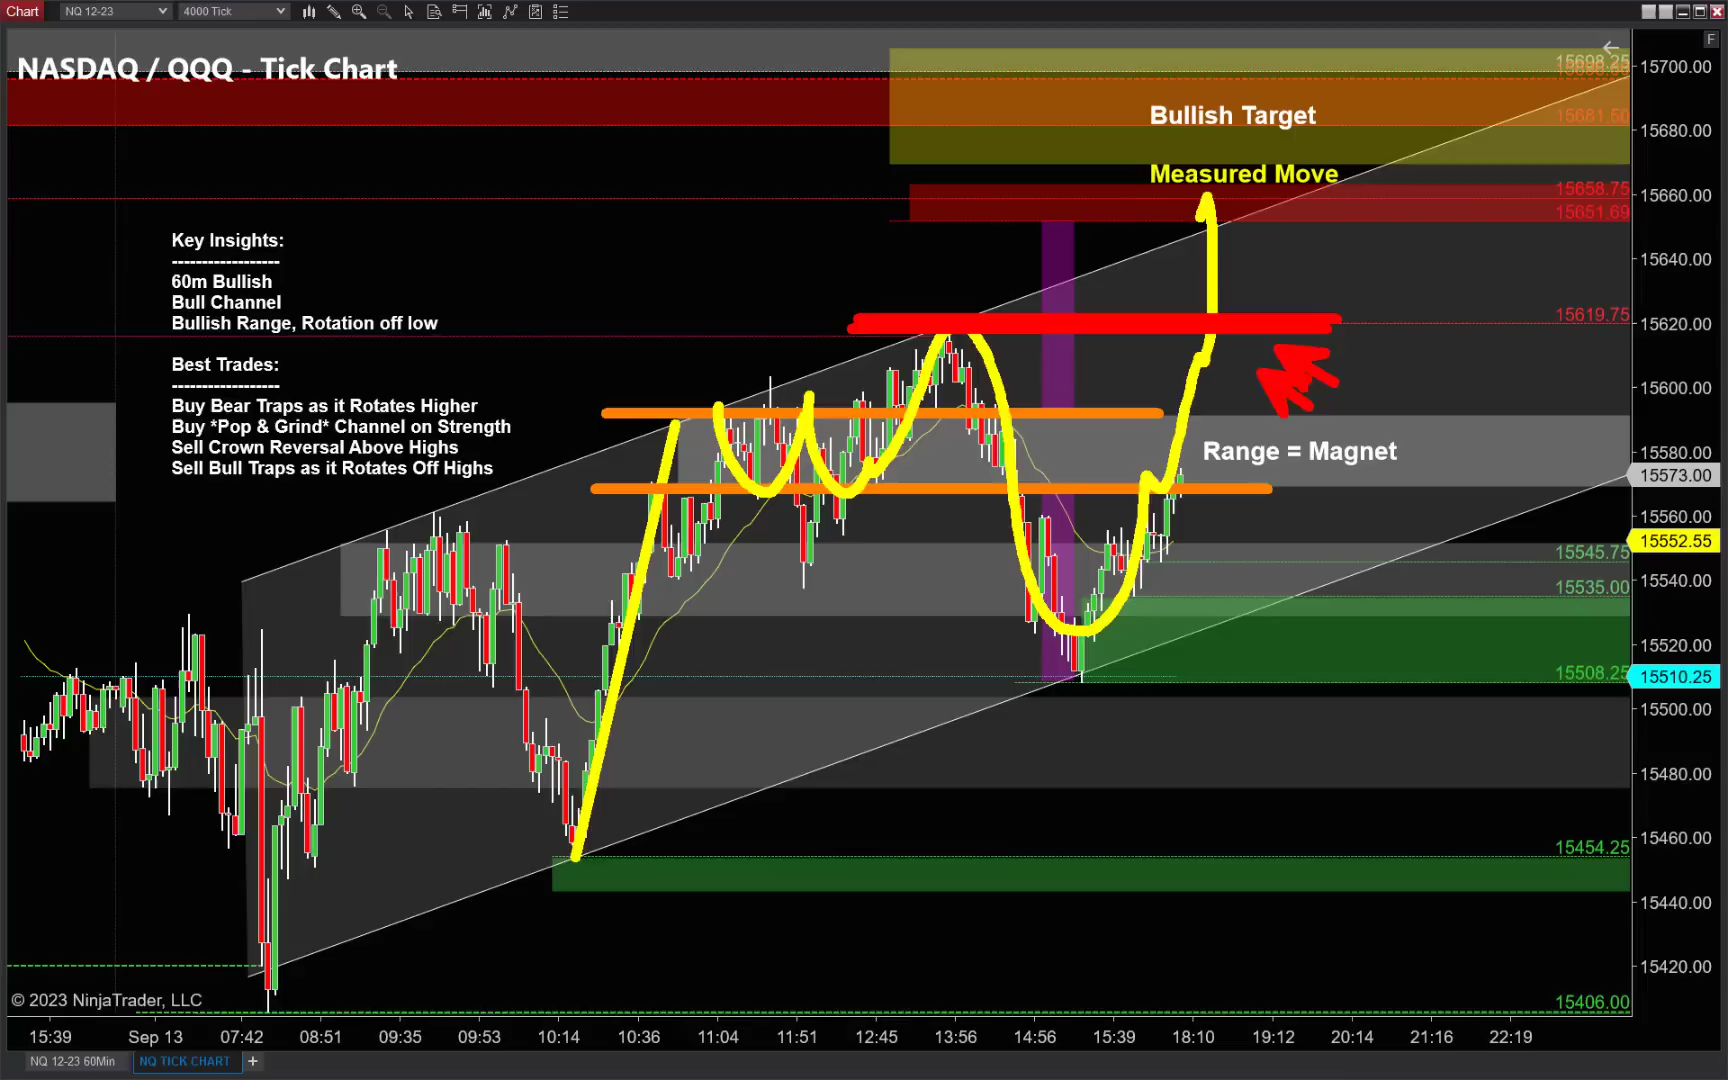 Chart
NQ 12-23
4000 Tick
F
NASDAQ / QQQ - Tick Chart
15698.25
15700.00
Bullish Target
15681.50
15680.00
Measured Move
15658.75
15660.00
15651.69
Key Insights:
------------------
60m Bullish
Bull Channel
Bullish Range, Rotation off low
15640.00
15619.75
15620.00
Best Trades:
------------------
Buy Bear Traps as it Rotates Higher
Buy *Pop & Grind* Channel on Strength
Sell Crown Reversal Above Highs
Sell Bull Traps as it Rotates Off Highs
15600.00
Range = Magnet
15580.00
15573.00
15560.00
15552.55
15545.75
15535.00
15540.00
15520.00
15508.25
15510.25
15500.00
15480.00
15460.00
15454.25
15440.00
15420.00
© 2023 NinjaTrader, LLC
15406.00
15:39 Sep 13 07:42 08:51 09:35 09:53 10:14 10:36 11:04 11:51 12:45 13:56 14:56 15:39 18:10 19:12 20:14 21:16 22:19
NQ 12-23 60Min
NQ TICK CHART
+